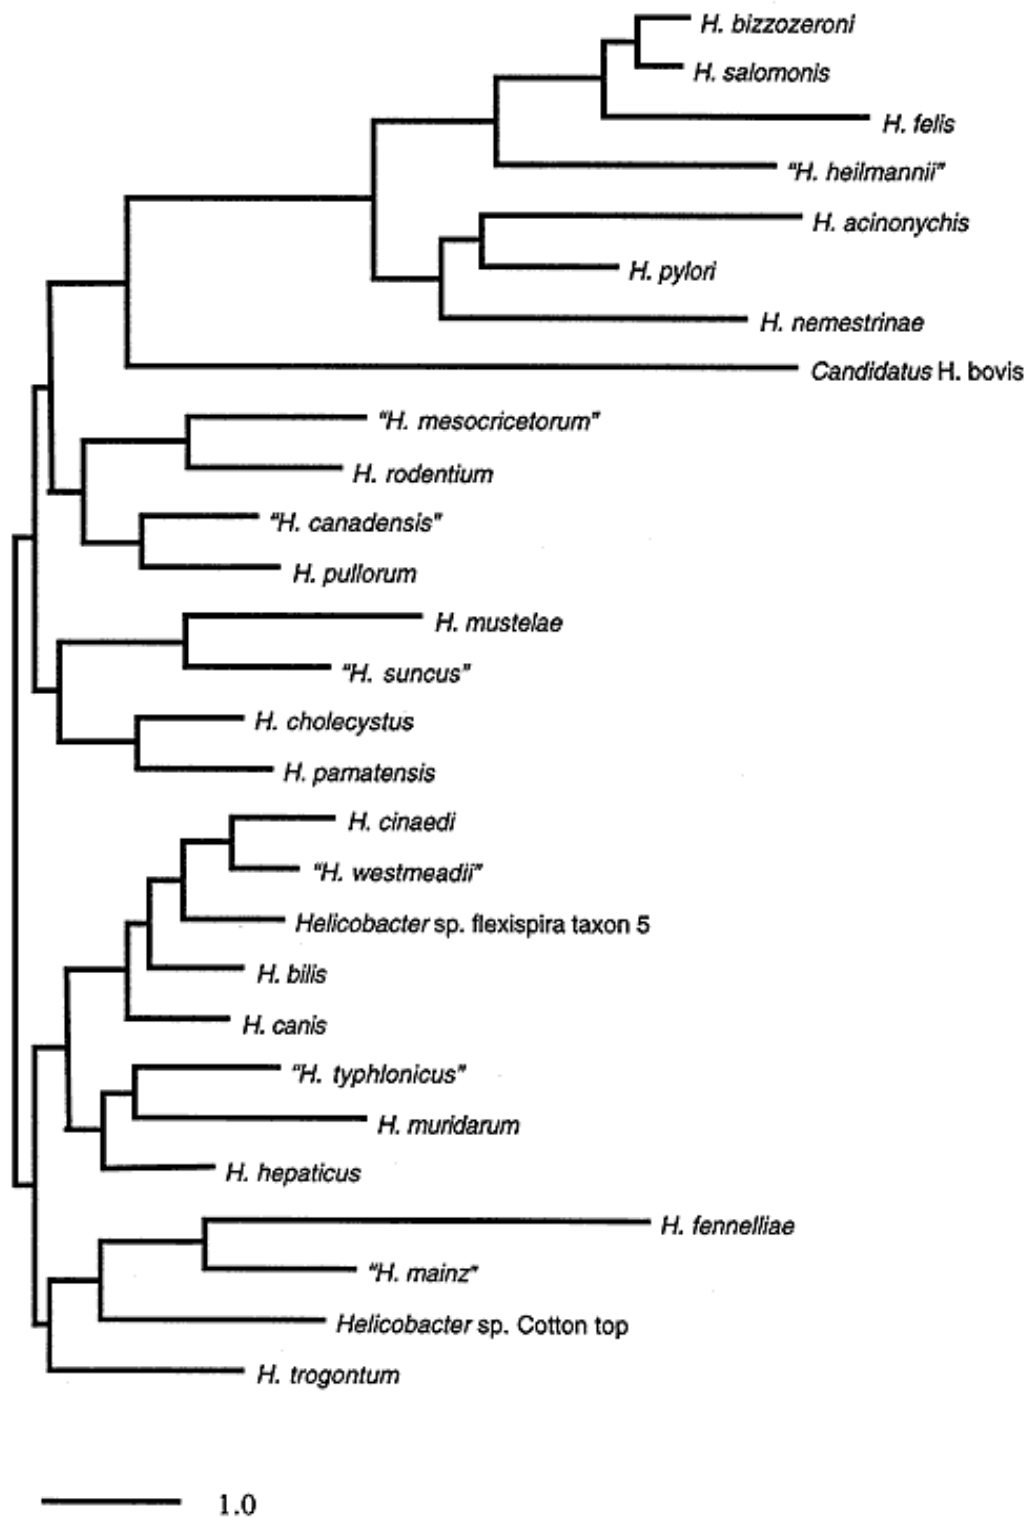 H. bizzozeroni
H. salomonis
H. felis
“H. heilmannii”
H. acinonychis
H. pylori
H. nemestrinae
Candidatus H. bovis
“H. mesocricetorum”
H. rodentium
“H. canadensis”
H. pullorum
H. mustelae
“H. suncus”
H. cholecystus
H. pamatensis
H. cinaedi
“H. westmeadii”
Helicobacter sp. flexispira taxon 5
H. bilis
H. canis
“H. typhlonicus”
H. muridarum
H. hepaticus
H. fennelliae
“H. mainz”
Helicobacter sp. Cotton top
H. trogontum
1.0